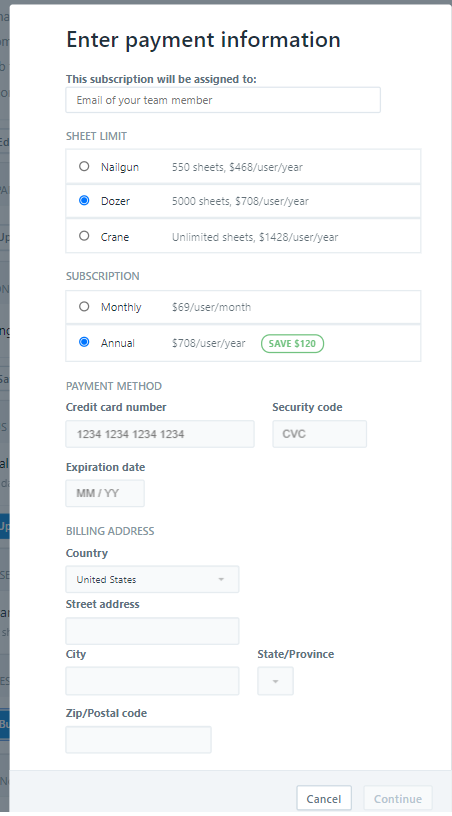 Enter payment information
This subscription will be assigned to:
Email of your team member
SHEET LIMIT
Nailgun 550 sheets, $468/user/year
Dozer 5000 sheets, $708/user/year
Crane Unlimited sheets, $1428/user/year
SUBSCRIPTION
Monthly $69/user/month
Annual $708/user/year SAVE $120
PAYMENT METHOD
Credit card number Security code
1234 1234 1234 1234 CVC
Expiration date
MM / YY
BILLING ADDRESS
Country
United States
Street address
City State/Province
Zip/Postal code
Cancel Continue